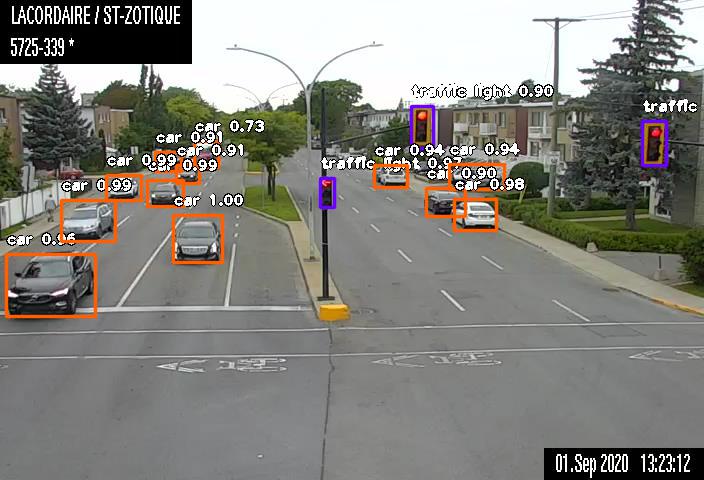 LACORDAIRE / ST-ZOTIQUE
5725-339 *
traffic light 0.90
traffic
car 0.73
car 0.91
car 0.91
car 0.99
car 0.99
car 0.94
car 0.94
traffic light 0.97
car 0.90
car 0.99
car 0.98
car 1.00
car 0.96
01.Sep 2020 13:23:12